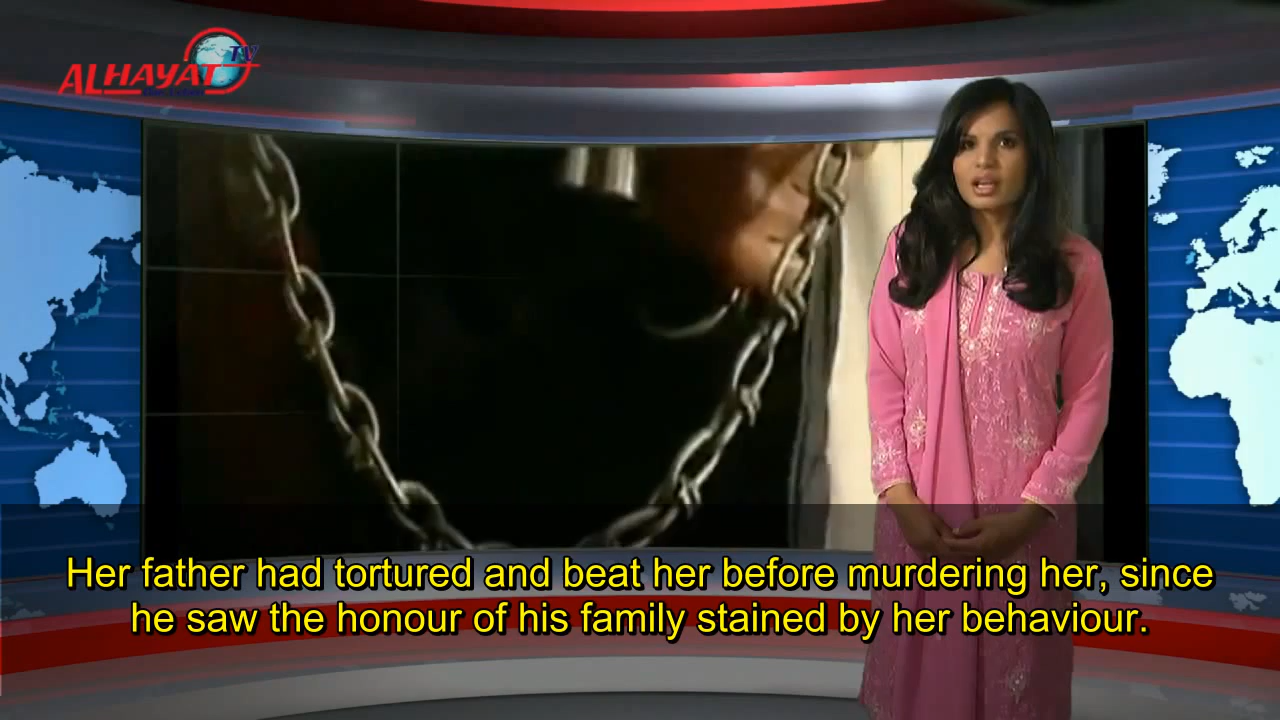 ALHAYAT TV
Her father had tortured and beat her before murdering her, since
he saw the honour of his family stained by her behaviour.